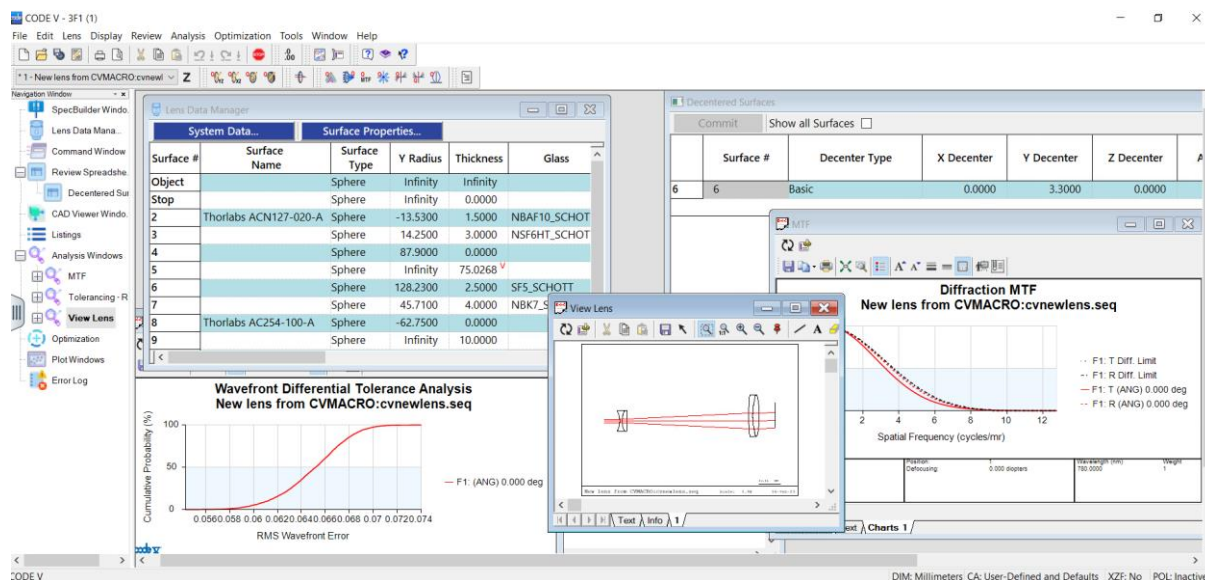 CODE V - 3F1 (1)
File Edit Lens Display Review Analysis Optimization Tools Window Help
* 1 - New lens from CVMACRO:cvnewl Z
Navigation Window
SpecBuilder Windo.
Lens Data Mana...
Command Window
Review Spreadshe.
Decentered Sur
CAD Viewer Windo.
Listings
Analysis Windows
MTF
Tolerancing - R
View Lens
Optimization
Plot Windows
Error Log
Lens Data Manager
System Data... Surface Properties...
Surface # Surface Name Surface Type Y Radius Thickness Glass
Object Sphere Infinity Infinity
Stop Sphere Infinity 0.0000
2 Thorlabs ACN127-020-A Sphere -13.5300 1.5000 NBAF10_SCHOT
3 Sphere 14.2500 3.0000 NSF6HT_SCHOT
4 Sphere 87.9000 0.0000
5 Sphere Infinity 75.0268 V
6 Sphere 128.2300 2.5000 SF5_SCHOTT
7 Sphere 45.7100 4.0000 NBK7_S
8 Thorlabs AC254-100-A Sphere -62.7500 0.0000
9 Sphere Infinity 10.0000
Decentered Surfaces
Commit Show all Surfaces
Surface # Decenter Type X Decenter Y Decenter Z Decenter A
6 6 Basic 0.0000 3.3000 0.0000
MTF
Diffraction MTF
New lens from CVMACRO:cvnewlens.seq
F1: T Diff. Limit
F1: R Diff. Limit
F1: T (ANG) 0.000 deg
F1: R (ANG) 0.000 deg
2 4 6 8 10 12
Spatial Frequency (cycles/mr)
Position: 1 Wavelength (nm) Weight
Defocusing: 0.000 diopters 780.0000 1
ext Charts 1
View Lens
New lens from CVMACRO:cvnewlens.seq
Text Info 1
Wavefront Differential Tolerance Analysis
New lens from CVMACRO:cvnewlens.seq
Cumulative Probability (%)
100
50
0
0.0560.058 0.06 0.0620.0640.0660.068 0.07 0.0720.074
RMS Wavefront Error
F1: (ANG) 0.000 deg
code v
CODE V DIM: Millimeters CA: User-Defined and Defaults XZF: No POL: Inactive